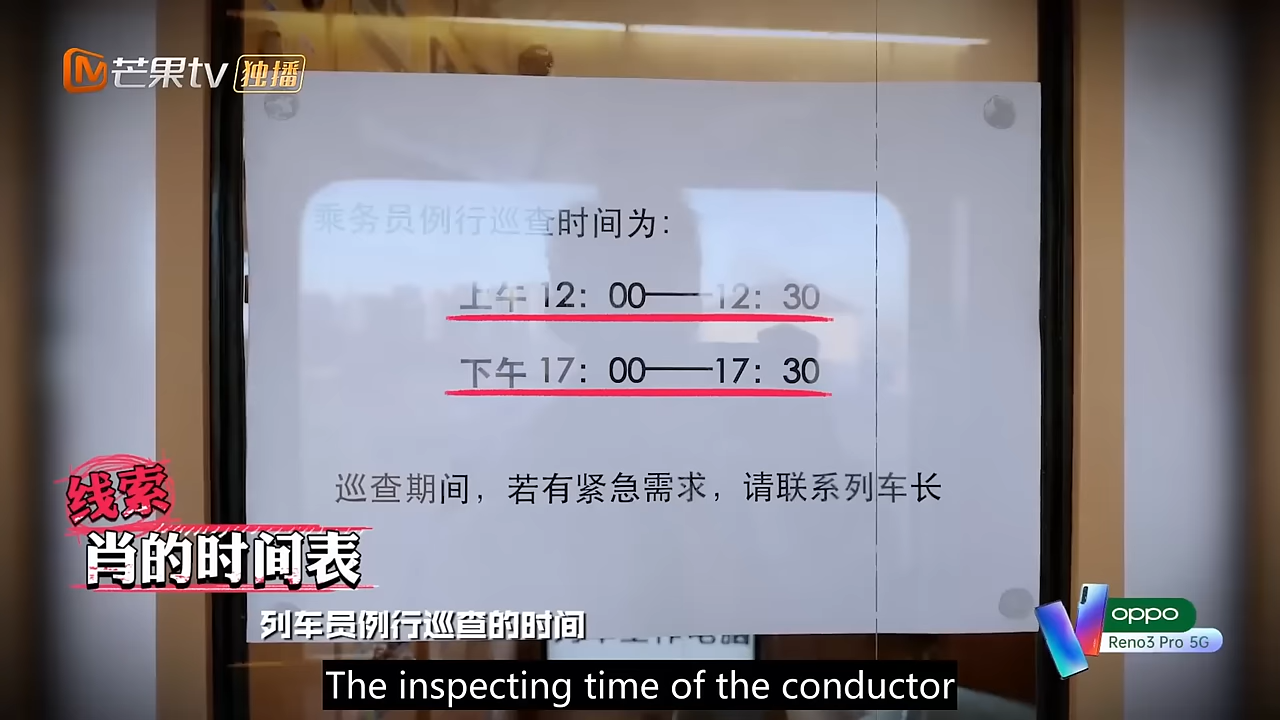 芒果tv 独播
乘务员例行巡查时间为：
上午 12：00——12：30
下午 17：00——17：30
巡查期间，若有紧急需求，请联系列车长
线索
肖的时间表
列车员例行巡查的时间
oppo
Reno3 Pro 5G
The inspecting time of the conductor